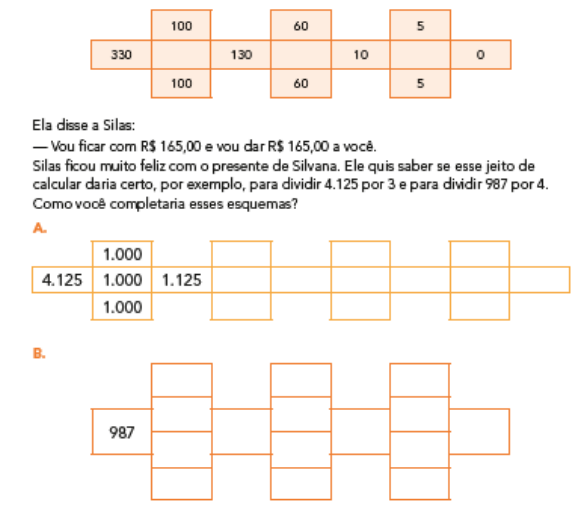 100 60 5
330 130 10 0
100 60 5
Ela disse a Silas:
— Vou ficar com R$ 165,00 e vou dar R$ 165,00 a você.
Silas ficou muito feliz com o presente de Silvana. Ele quis saber se esse jeito de
calcular daria certo, por exemplo, para dividir 4.125 por 3 e para dividir 987 por 4.
Como você completaria esses esquemas?
A.
1.000
4.125 1.000 1.125
1.000
B.
987